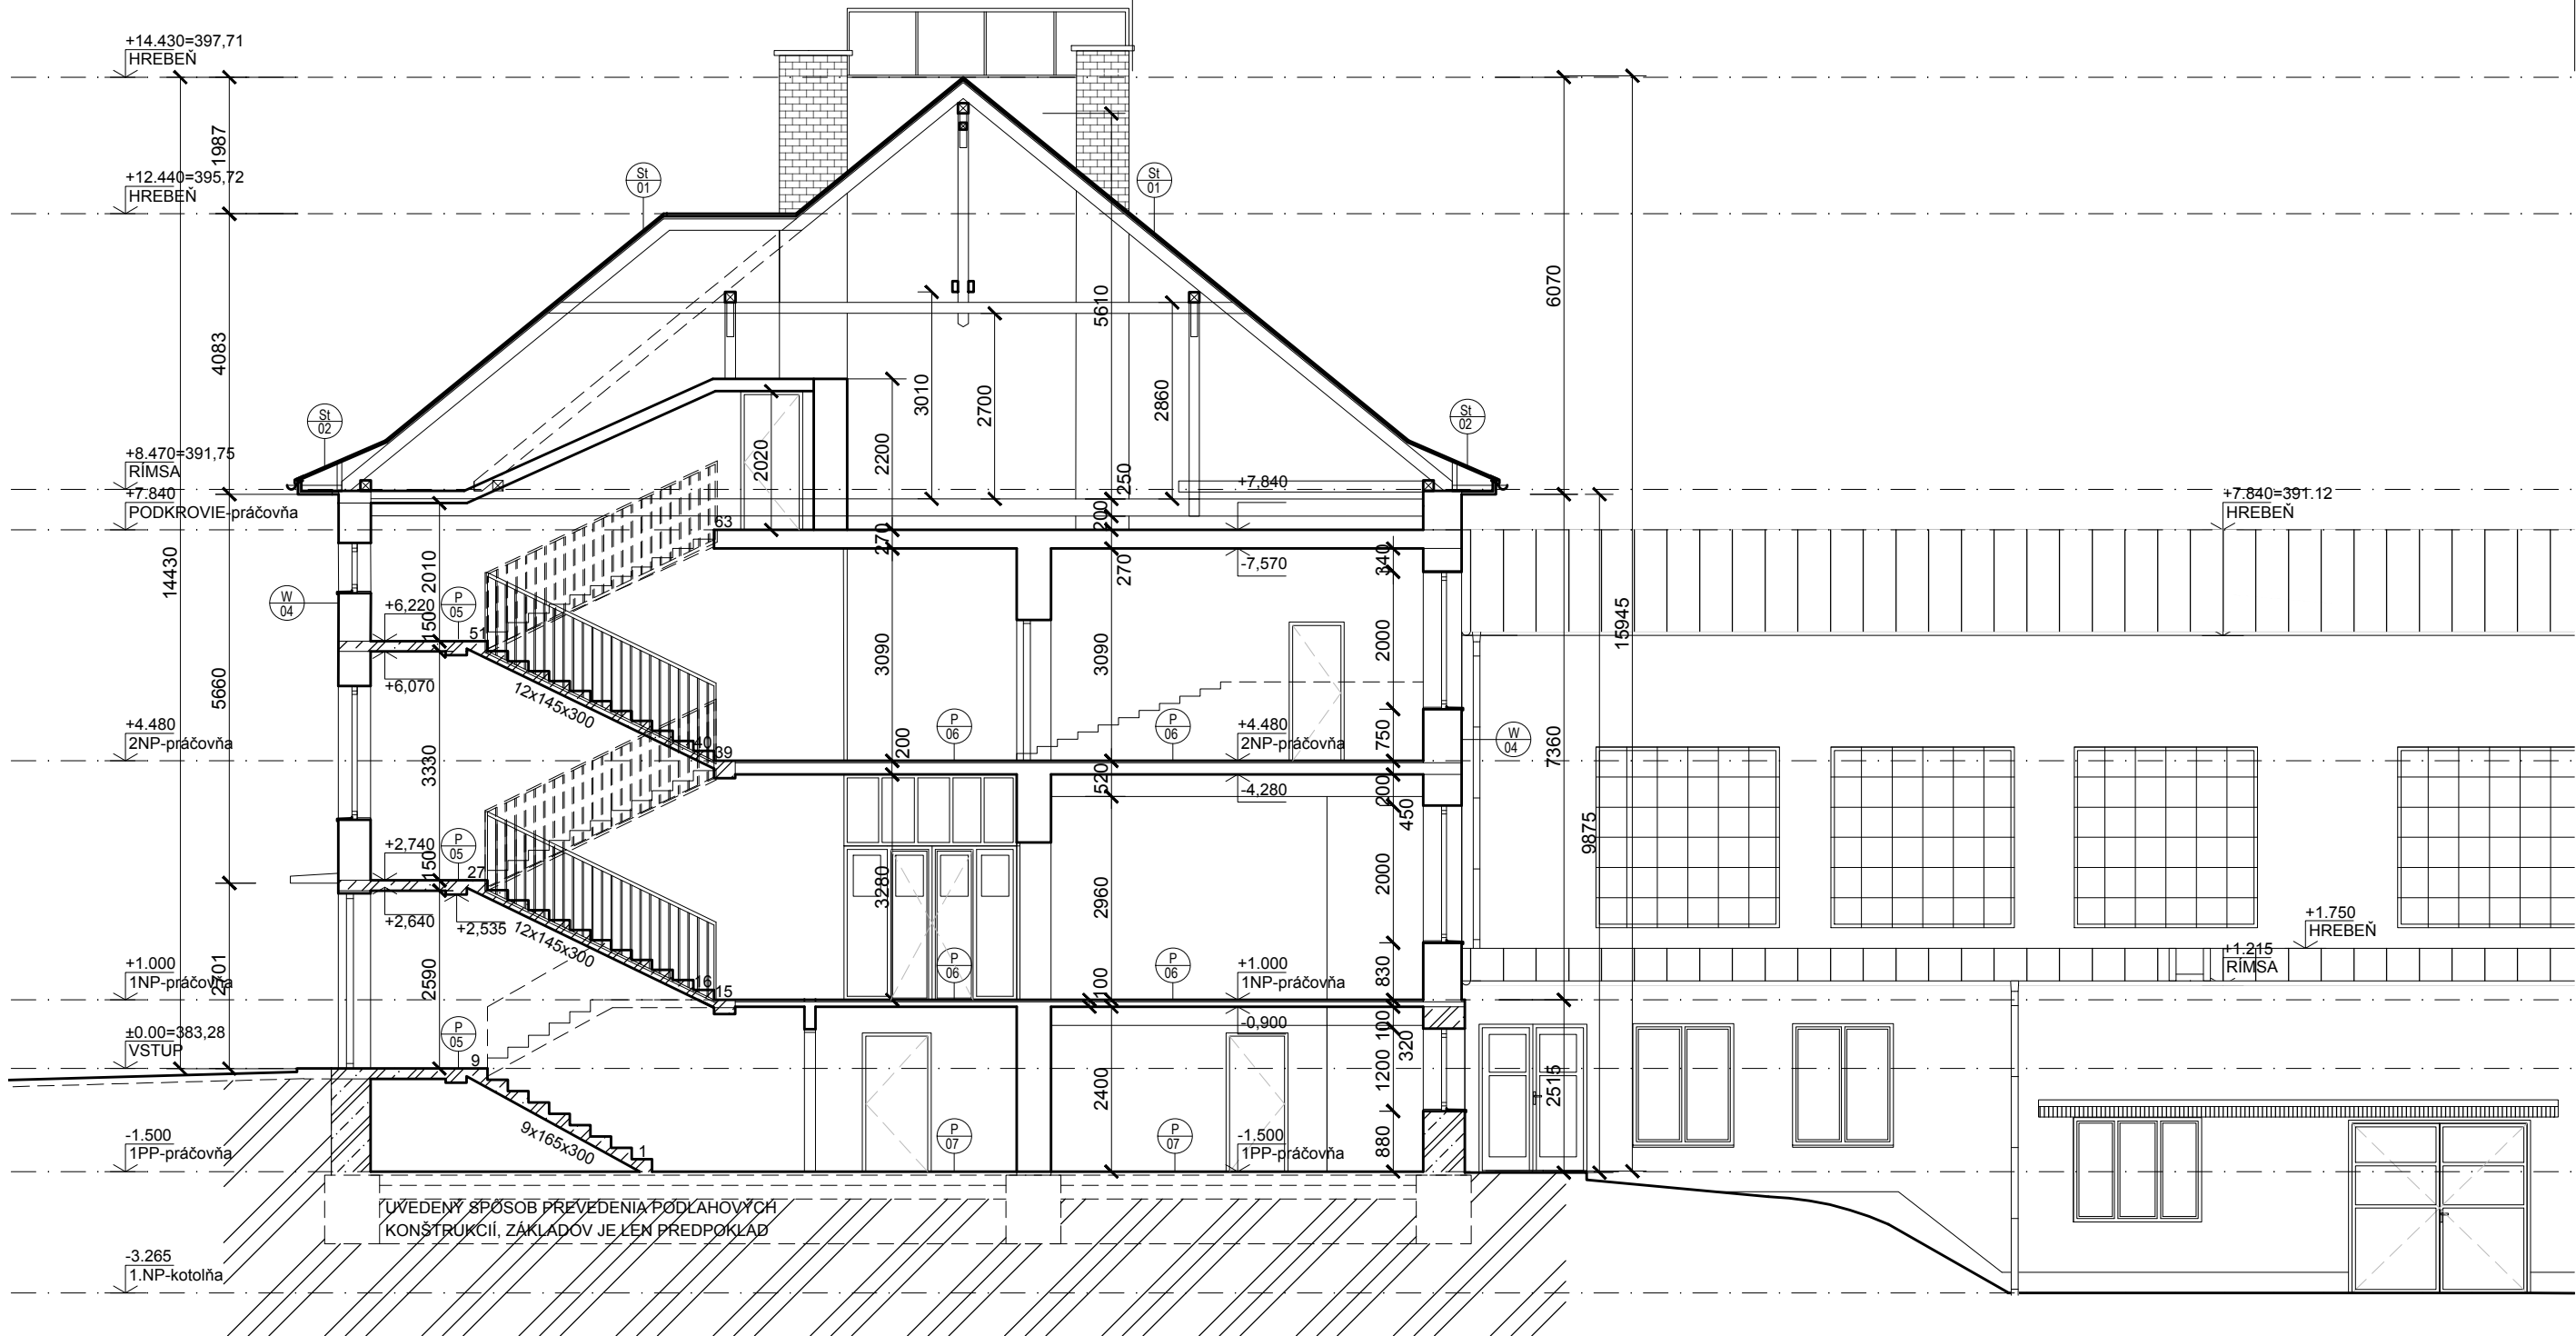 +14.430=397,71
HREBEŇ
1987
+12.440=395,72
HREBEŇ
St
01
St
01
6070
5610
4083
3010
2700
2860
St
02
St
02
+8.470=391,75
RÍMSA
+7.840
PODKROVIE-práčovňa
2020
2200
250
200
+7,840
+7.840=391.12
HREBEŇ
63
270
270
-7,570
340
14430
2010
W
04
+6,220
P
05
150
51
+6,070
12x145x300
3090
3090
2000
15945
5660
+4.480
2NP-práčovňa
3330
40
39
200
P
06
P
06
+4.480
2NP-práčovňa
750
W
04
7360
520
-4,280
200
450
9875
+2,740
P
05
150
27
+2,640
+2,535
12x145x300
3280
2960
2000
+1.750
HREBEŇ
+1.215
RÍMSA
+1.000
1NP-práčovňa
2701
2590
16
15
P
06
P
06
100
+1.000
1NP-práčovňa
830
±0.00=383,28
VSTUP
P
05
9
-0,900
100
320
1200
2400
2515
9x165x300
1
-1.500
1PP-práčovňa
P
07
P
07
-1.500
1PP-práčovňa
880
UVEDENÝ SPÔSOB PREVEDENIA PODLAHOVÝCH
KONŠTRUKCIÍ, ZÁKLADOV JE LEN PREDPOKLAD
-3.265
1.NP-kotolňa